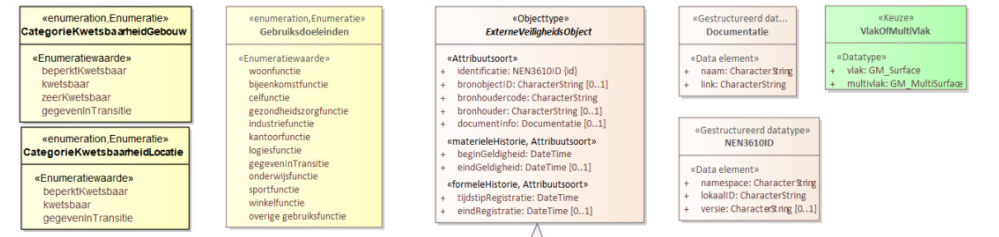 «enumeration,Enumeratie»
CategorieKwetsbaarheidGebouw
«Enumeratiewaarde»
beperktKwetsbaar
kwetsbaar
zeerKwetsbaar
gegevenInTransitie
«enumeration,Enumeratie»
CategorieKwetsbaarheidLocatie
«Enumeratiewaarde»
beperktKwetsbaar
kwetsbaar
gegevenInTransitie
«enumeration,Enumeratie»
Gebruiksdoeleinden
«Enumeratiewaarde»
woonfunctie
bijeenkomstfunctie
celfunctie
gezondheidszorgfunctie
industriefunctie
kantoorfunctie
logiesfunctie
gegevenInTransitie
onderwijsfunctie
sportfunctie
winkelfunctie
overige gebruiksfunctie
«Objecttype»
ExterneVeiligheidsObject
«Attribuutsoort»
+ identificatie: NEN3610ID {id}
+ bronobjectID: CharacterString [0..1]
+ bronhoudercode: CharacterString
+ bronhouder: CharacterString [0..1]
+ documentInfo: Documentatie [0..1]
«materieleHistorie, Attribuutsoort»
+ beginGeldigheid: DateTime
+ eindGeldigheid: DateTime [0..1]
«formeleHistorie, Attribuutsoort»
+ tijdstipRegistratie: DateTime
+ eindRegistratie: DateTime [0..1]
«Gestructureerd dat...
Documentatie
«Data element»
+ naam: CharacterString
+ link: CharacterString
«Gestructureerd datatype»
NEN3610ID
«Data element»
+ namespace: CharacterString
+ lokaalID: CharacterString
+ versie: CharacterString [0..1]
«Keuze»
VlakOfMultiVlak
«Datatype»
+ vlak: GM_Surface
+ multivlak: GM_MultiSurface